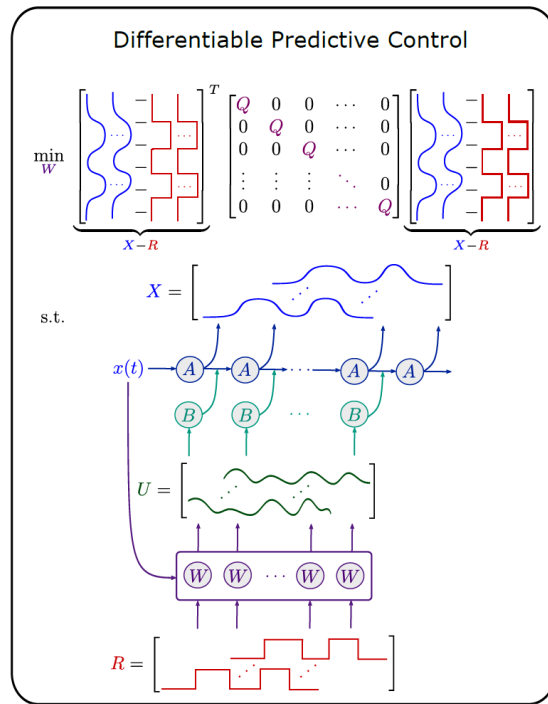 Differentiable Predictive Control
min W [ ⋯ ⋯ − − − − − − ⋯ ⋯ ]ᵀ [ Q 0 0 ⋯ 0 [ ⋯ ⋯ − − − − − − ⋯ ⋯ ]
0 Q 0 ⋯ 0
0 0 Q ⋯ 0
⋮ ⋮ ⋮ ⋱ 0
0 0 0 ⋯ Q ]
X−R X−R
X =
s.t.
x(t) A A ⋯ A A
B B ⋯ B
U =
W W ⋯ W W
R =